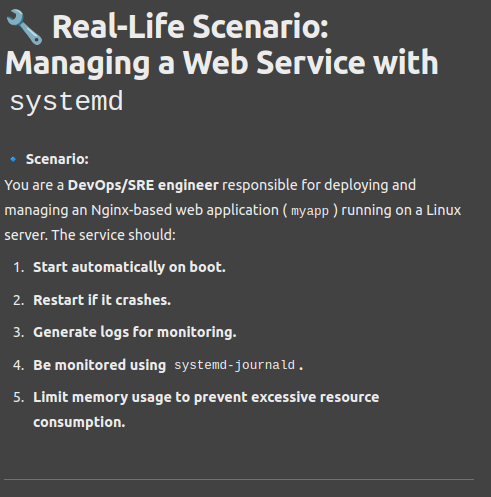 🔧 Real-Life Scenario:
Managing a Web Service with
systemd
🔹 Scenario:
You are a DevOps/SRE engineer responsible for deploying and
managing an Nginx-based web application ( myapp ) running on a Linux
server. The service should:
1. Start automatically on boot.
2. Restart if it crashes.
3. Generate logs for monitoring.
4. Be monitored using systemd-journald .
5. Limit memory usage to prevent excessive resource
consumption.